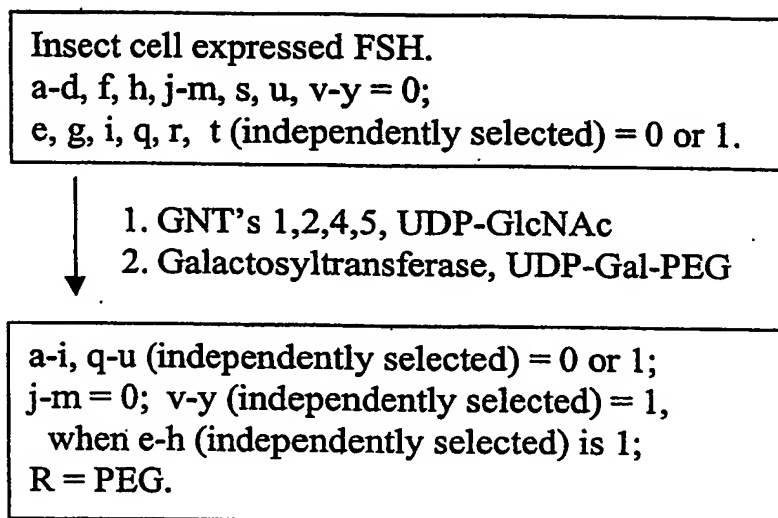 Insect cell expressed FSH.
a-d, f, h, j-m, s, u, v-y = 0;
e, g, i, q, r, t (independently selected) = 0 or 1.
1. GNT's 1,2,4,5, UDP-GlcNAc
2. Galactosyltransferase, UDP-Gal-PEG
a-i, q-u (independently selected) = 0 or 1;
j-m = 0; v-y (independently selected) = 1,
when e-h (independently selected) is 1;
R = PEG.